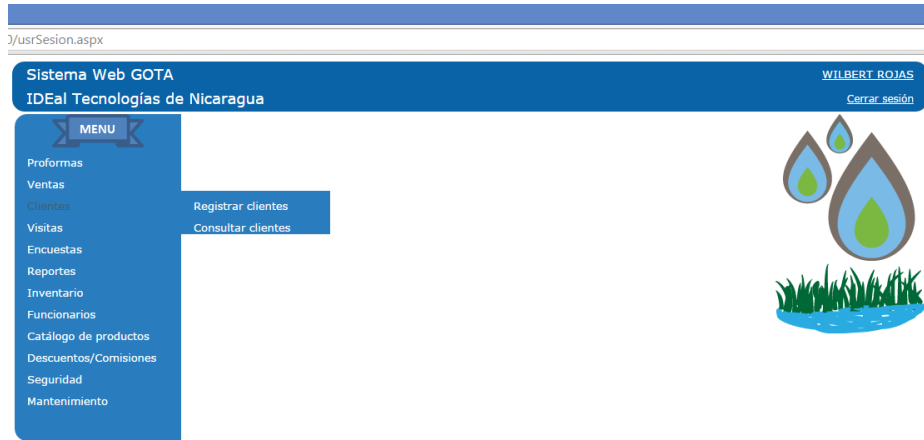 /usrSesion.aspx
Sistema Web GOTA
WILBERT ROJAS
IDEal Tecnologías de Nicaragua
Cerrar sesión
MENU
Proformas
Ventas
Clientes
Registrar clientes
Visitas
Consultar clientes
Encuestas
Reportes
Inventario
Funcionarios
Catálogo de productos
Descuentos/Comisiones
Seguridad
Mantenimiento